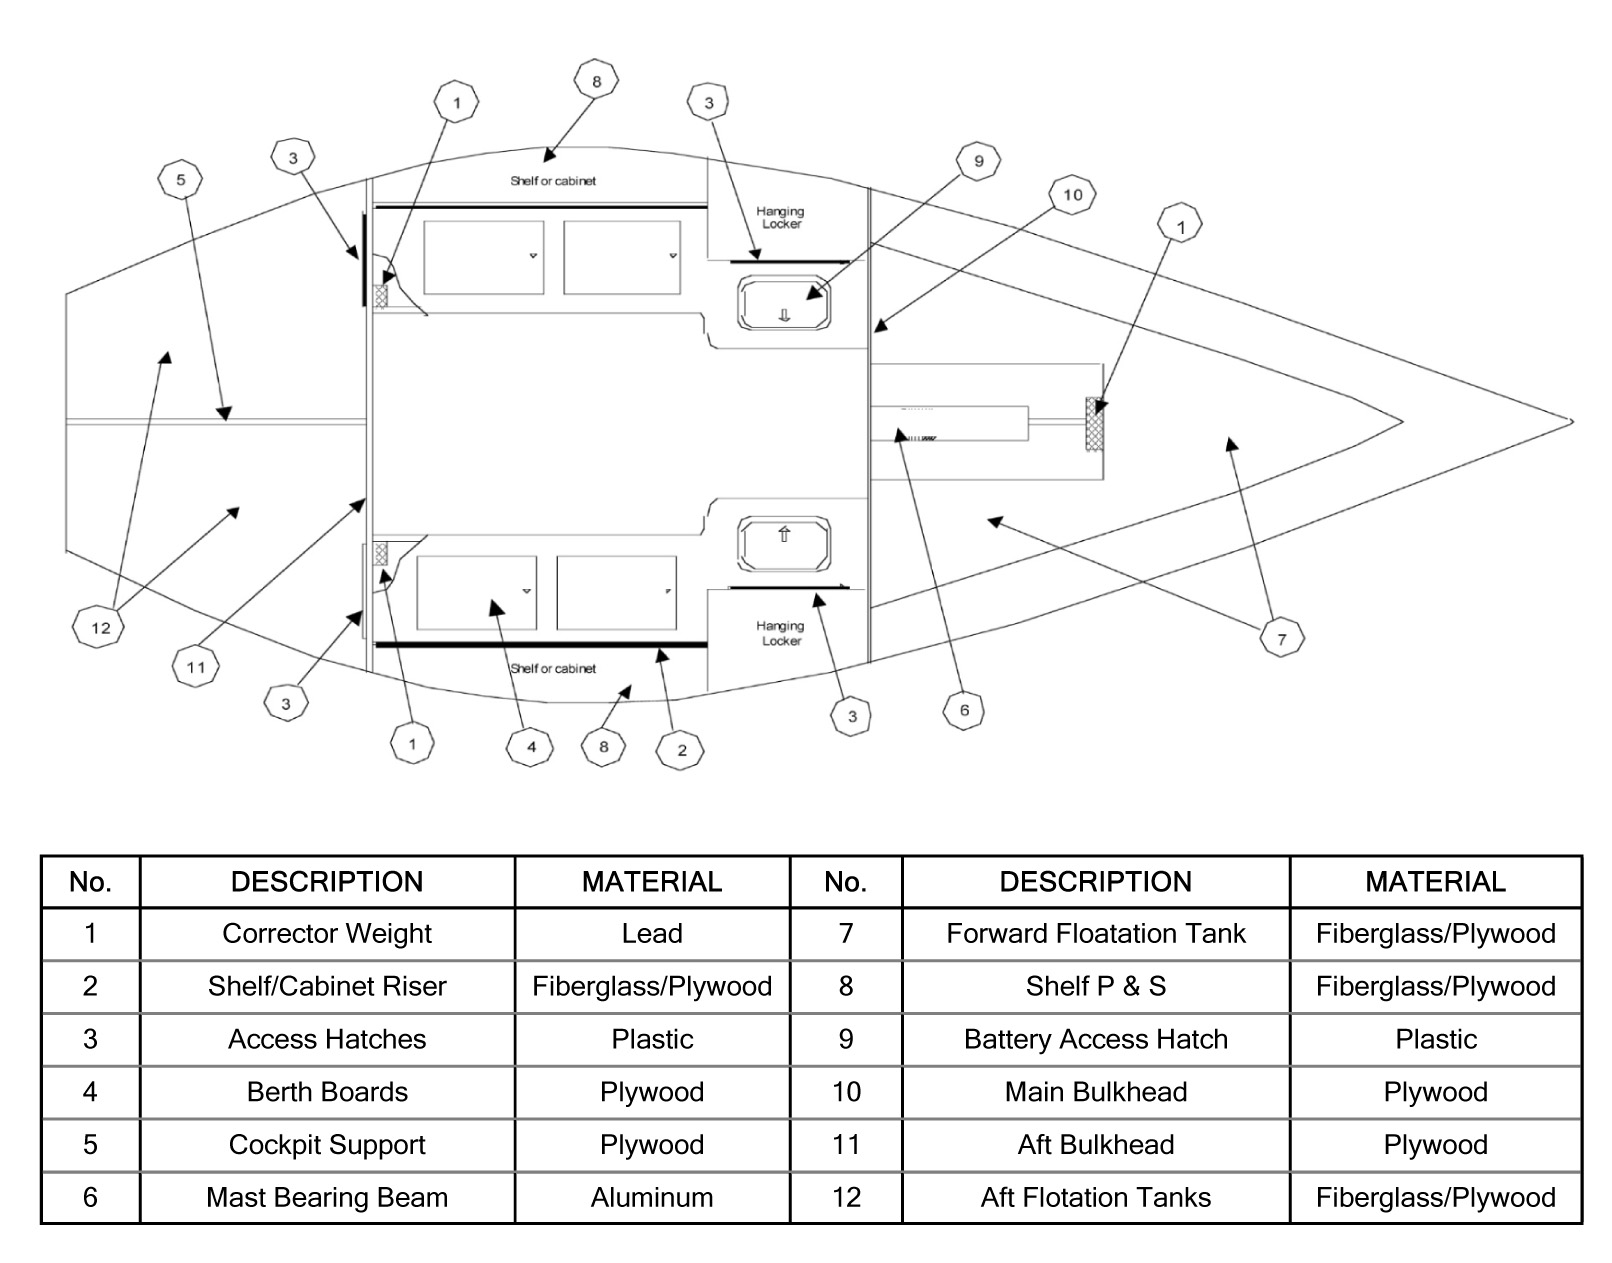 8
1
3
3
9
5
10
1
Shelf or cabinet
Hanging
Locker
12
11
3
1
4
Shelf or cabinet
8
2
Hanging
Locker
3
6
7
No. DESCRIPTION MATERIAL No. DESCRIPTION MATERIAL
1 Corrector Weight Lead 7 Forward Floatation Tank Fiberglass/Plywood
2 Shelf/Cabinet Riser Fiberglass/Plywood 8 Shelf P & S Fiberglass/Plywood
3 Access Hatches Plastic 9 Battery Access Hatch Plastic
4 Berth Boards Plywood 10 Main Bulkhead Plywood
5 Cockpit Support Plywood 11 Aft Bulkhead Plywood
6 Mast Bearing Beam Aluminum 12 Aft Flotation Tanks Fiberglass/Plywood